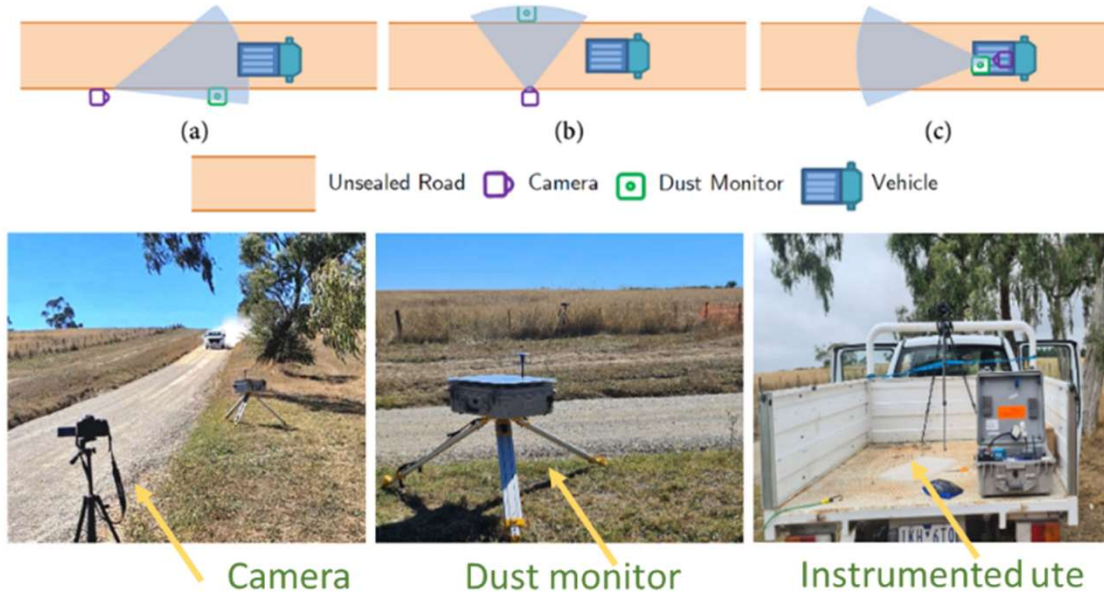 (a)
(b)
(c)
Unsealed Road
Camera
Dust Monitor
Vehicle
Camera
Dust monitor
Instrumented ute